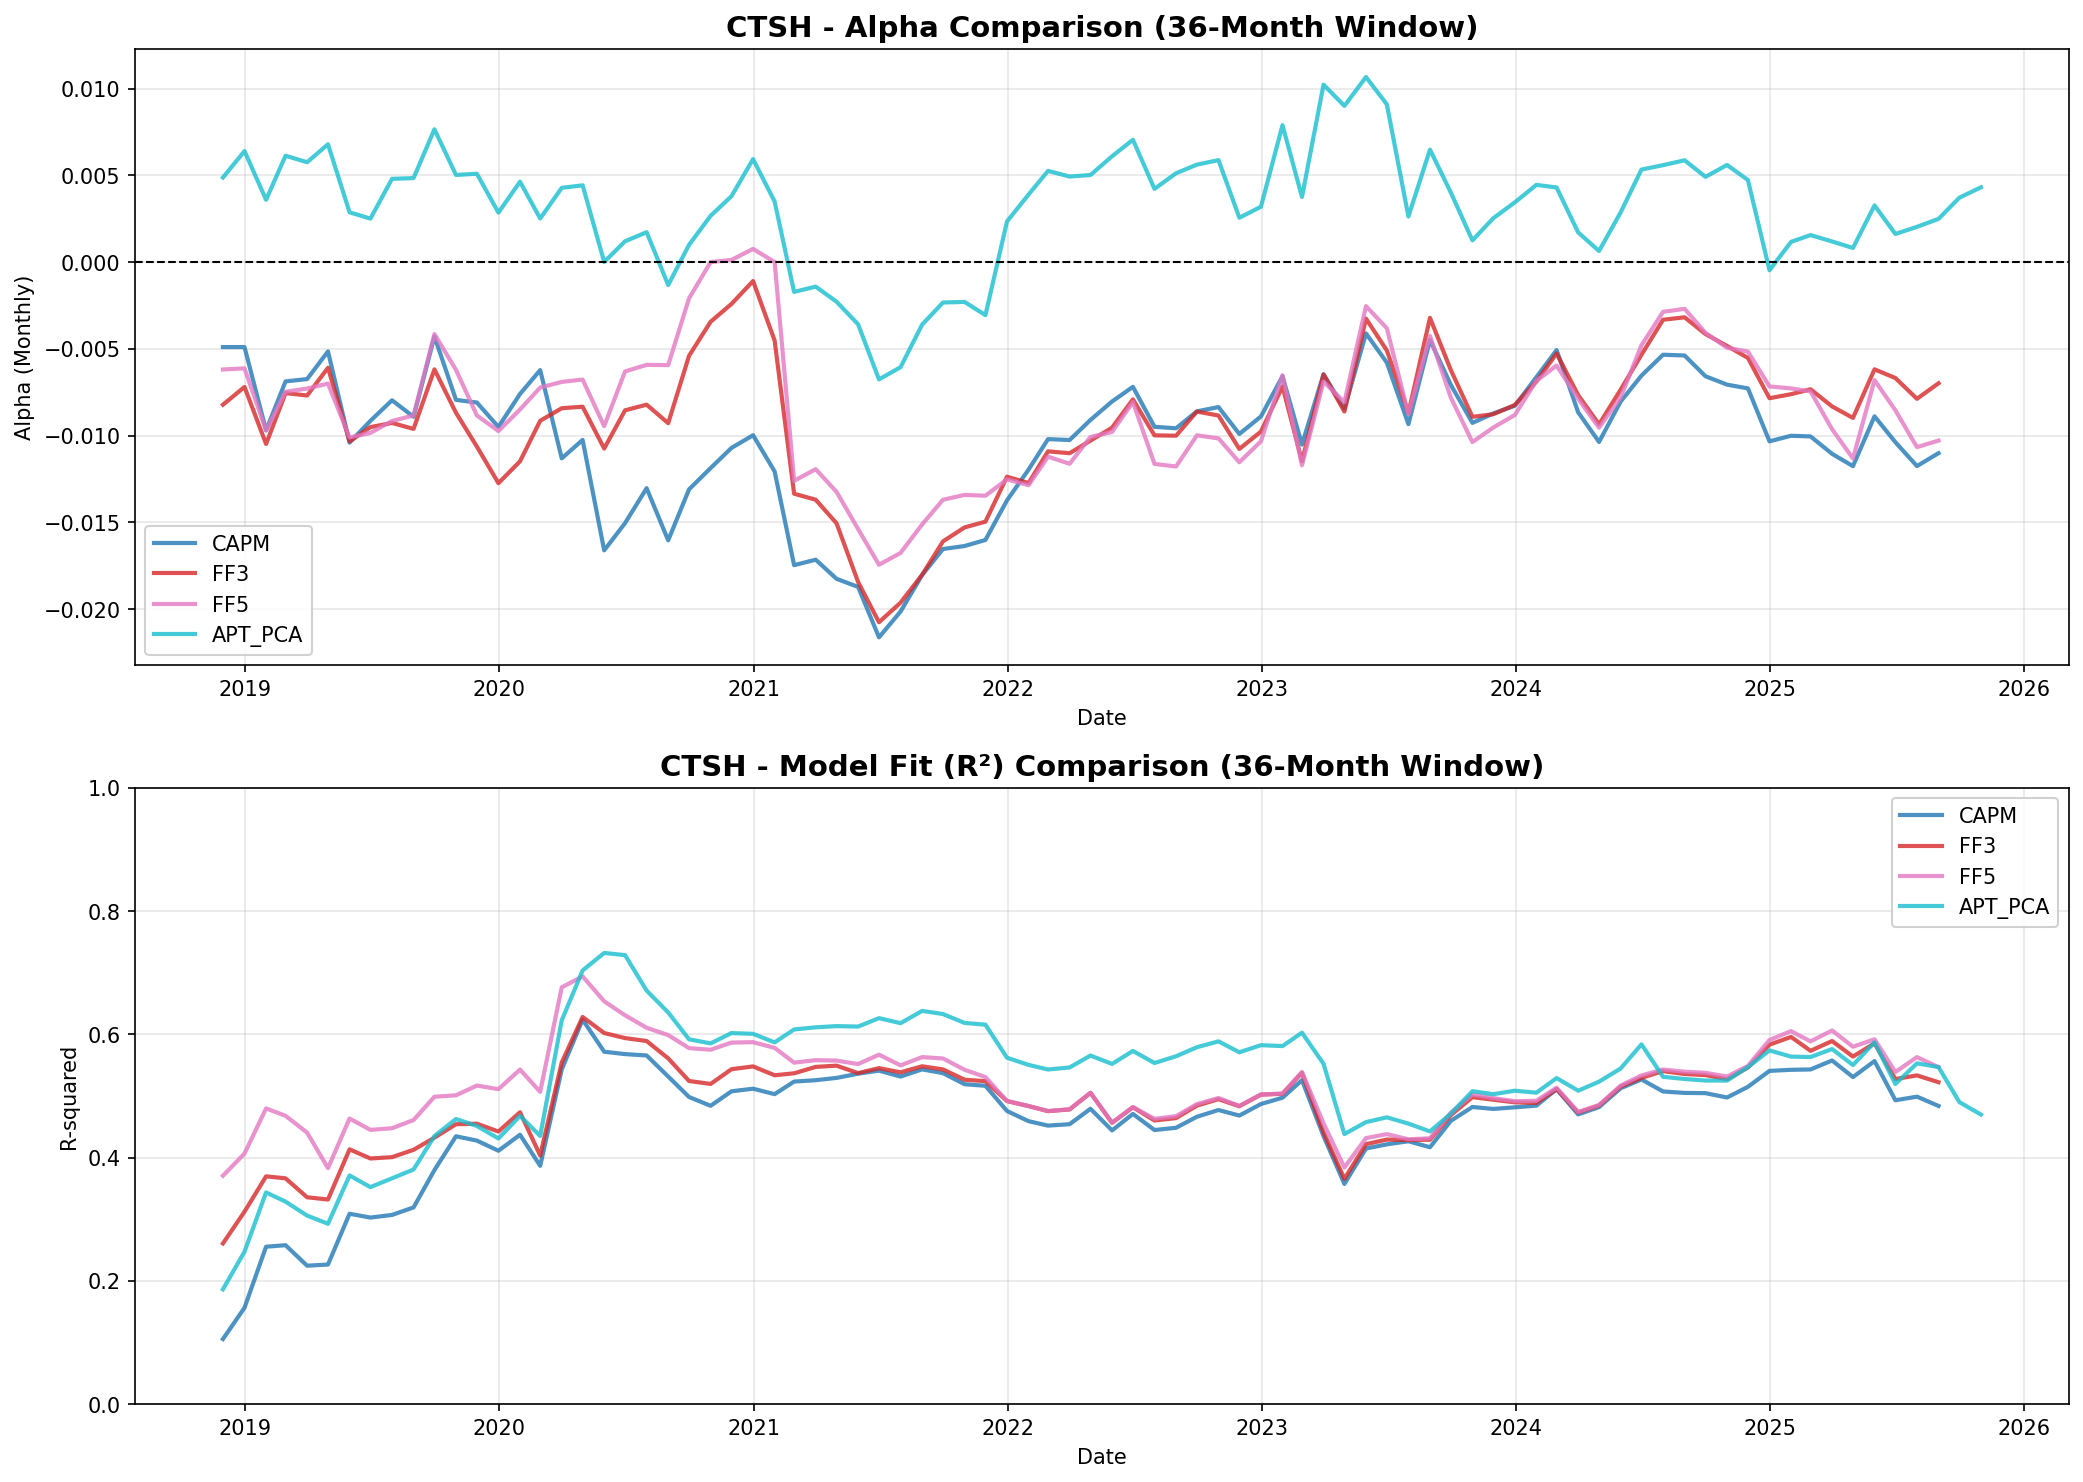 CTSH - Alpha Comparison (36-Month Window)
Alpha (Monthly)
0.010
0.005
0.000
−0.005
−0.010
−0.015
−0.020
CAPM
FF3
FF5
APT_PCA
2019 2020 2021 2022 2023 2024 2025 2026
Date
CTSH - Model Fit (R²) Comparison (36-Month Window)
R-squared
1.0
0.8
0.6
0.4
0.2
0.0
CAPM
FF3
FF5
APT_PCA
2019 2020 2021 2022 2023 2024 2025 2026
Date